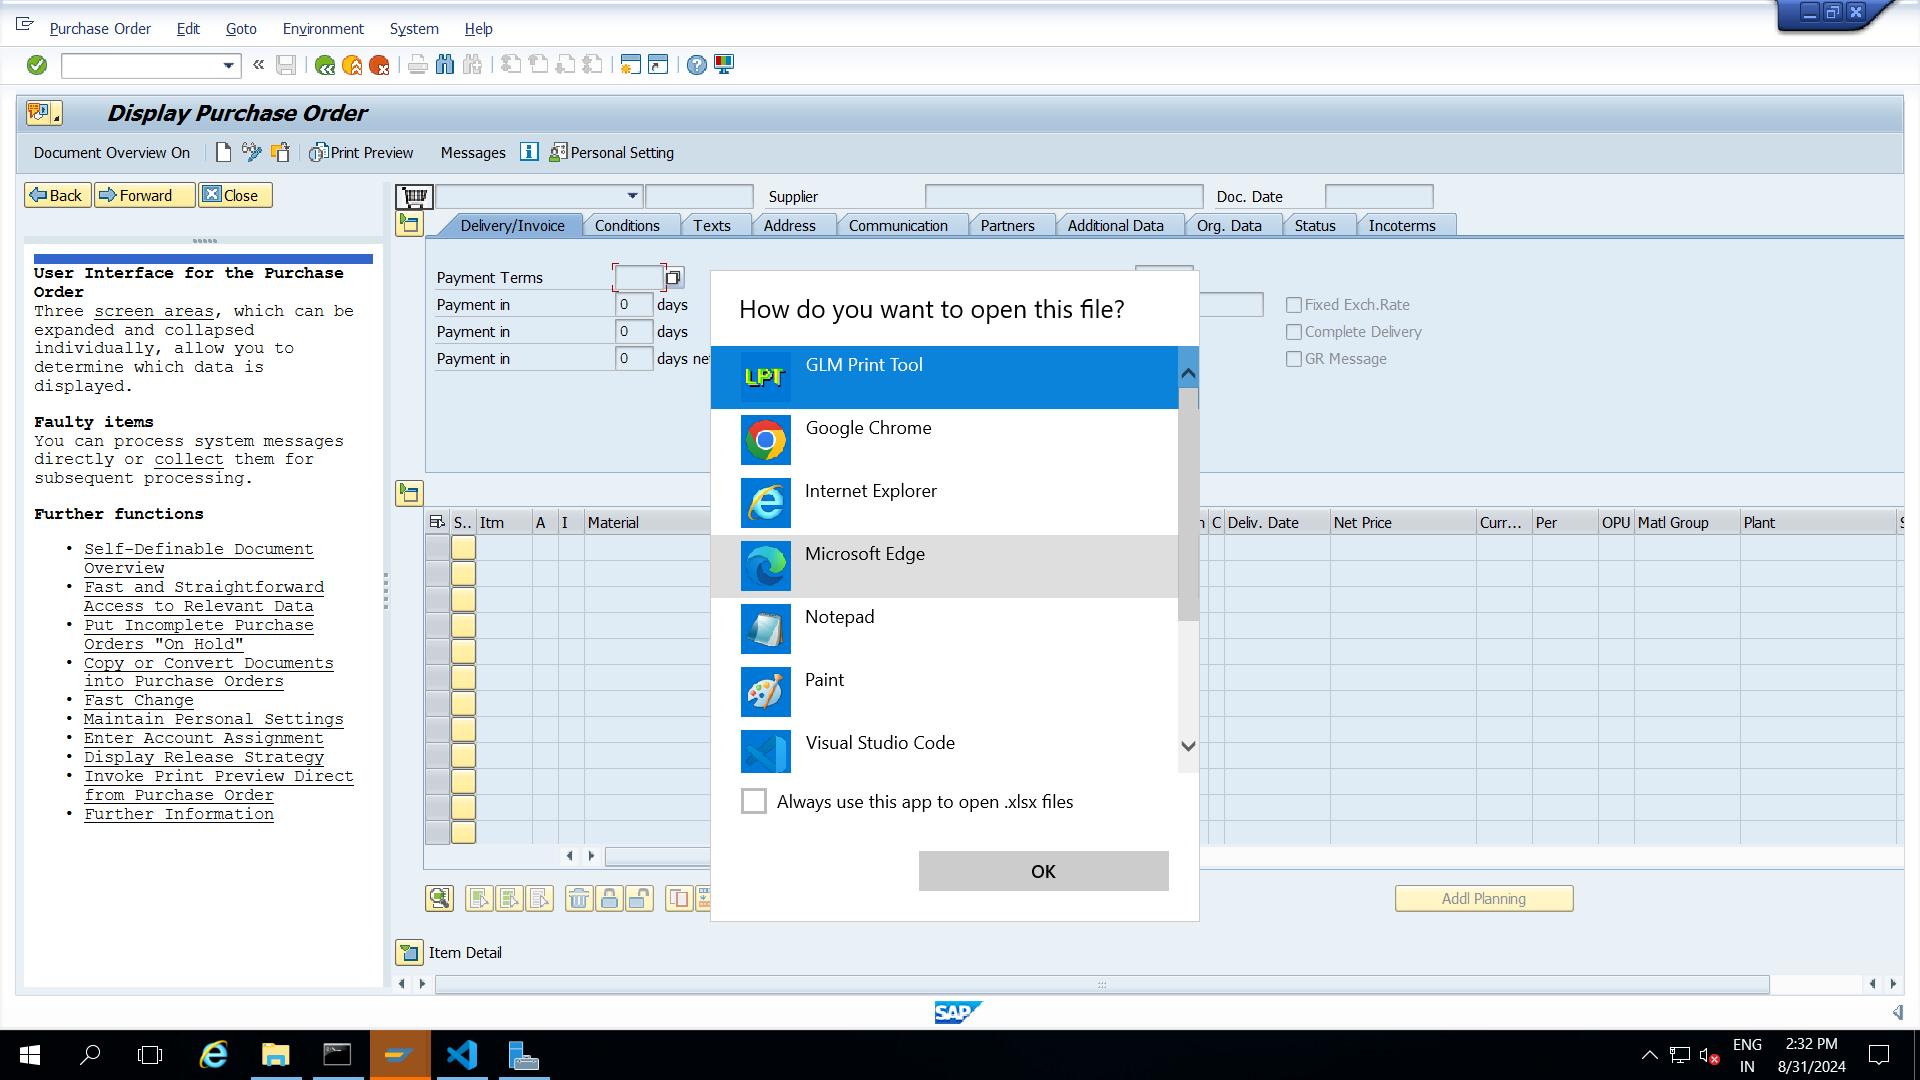 Purchase Order Edit Goto Environment System Help
Display Purchase Order
Document Overview On Print Preview Messages Personal Setting
Back Forward Close
Supplier Doc. Date
Delivery/Invoice Conditions Texts Address Communication Partners Additional Data Org. Data Status Incoterms
User Interface for the Purchase
Order
Three screen areas, which can be
expanded and collapsed
individually, allow you to
determine which data is
displayed.
Faulty items
You can process system messages
directly or collect them for
subsequent processing.
Further functions
• Self-Definable Document
Overview
• Fast and Straightforward
Access to Relevant Data
• Put Incomplete Purchase
Orders "On Hold"
• Copy or Convert Documents
into Purchase Orders
• Fast Change
• Maintain Personal Settings
• Enter Account Assignment
• Display Release Strategy
• Invoke Print Preview Direct
from Purchase Order
• Further Information
Payment Terms
Payment in 0 days
Payment in 0 days
Payment in 0 days
Fixed Exch.Rate
Complete Delivery
GR Message
S.. Itm A I Material C Deliv. Date Net Price Curr... Per OPU Matl Group Plant
How do you want to open this file?
LPT GLM Print Tool
Google Chrome
Internet Explorer
Microsoft Edge
Notepad
Paint
Visual Studio Code
Always use this app to open .xlsx files
OK
Addl Planning
Item Detail
SAP
ENG
IN
2:32 PM
8/31/2024